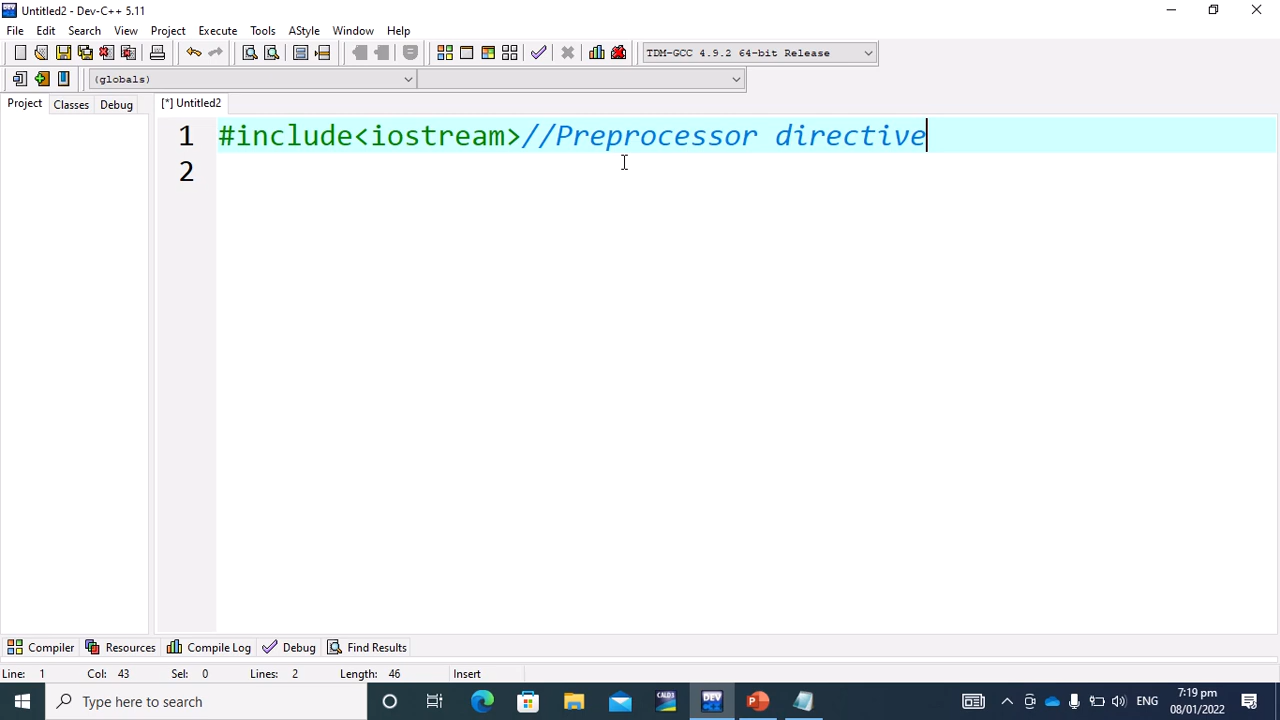 Untitled2 - Dev-C++ 5.11
File Edit Search View Project Execute Tools AStyle Window Help
TDM-GCC 4.9.2 64-bit Release
(globals)
Project Classes Debug [*] Untitled2
1 #include<iostream>//Preprocessor directive
2
Compiler Resources Compile Log Debug Find Results
Line: 1 Col: 43 Sel: 0 Lines: 2 Length: 46 Insert
Type here to search
CALD3
DEV
ENG
7:19 pm
08/01/2022